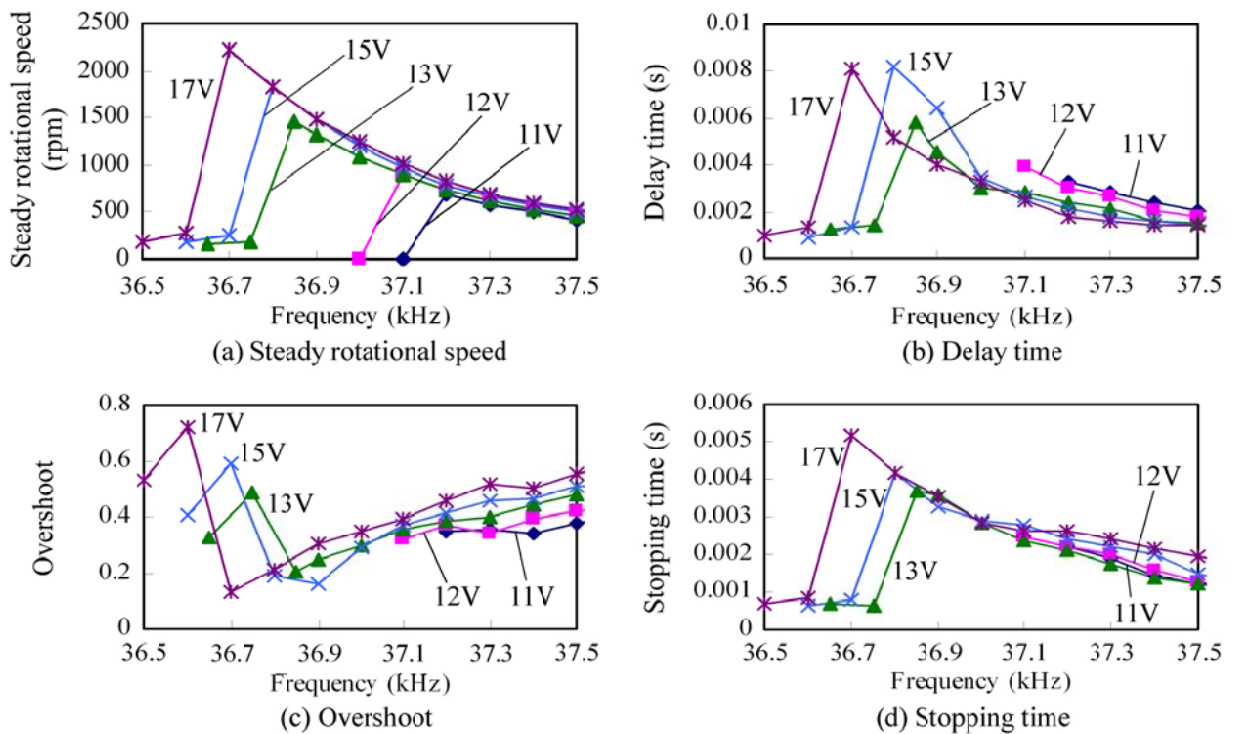 Steady rotational speed
(rpm)
2500
2000
1500
1000
500
0
17V
15V
13V
12V
11V
36.5 36.7 36.9 37.1 37.3 37.5
Frequency (kHz)
(a) Steady rotational speed
Delay time (s)
0.01
0.008
0.006
0.004
0.002
0
17V
15V
13V
12V
11V
36.5 36.7 36.9 37.1 37.3 37.5
Frequency (kHz)
(b) Delay time
Overshoot
0.8
0.6
0.4
0.2
0
17V
15V
13V
12V
11V
36.5 36.7 36.9 37.1 37.3 37.5
Frequency (kHz)
(c) Overshoot
Stopping time (s)
0.006
0.005
0.004
0.003
0.002
0.001
0
17V
15V
13V
12V
11V
36.5 36.7 36.9 37.1 37.3 37.5
Frequency (kHz)
(d) Stopping time